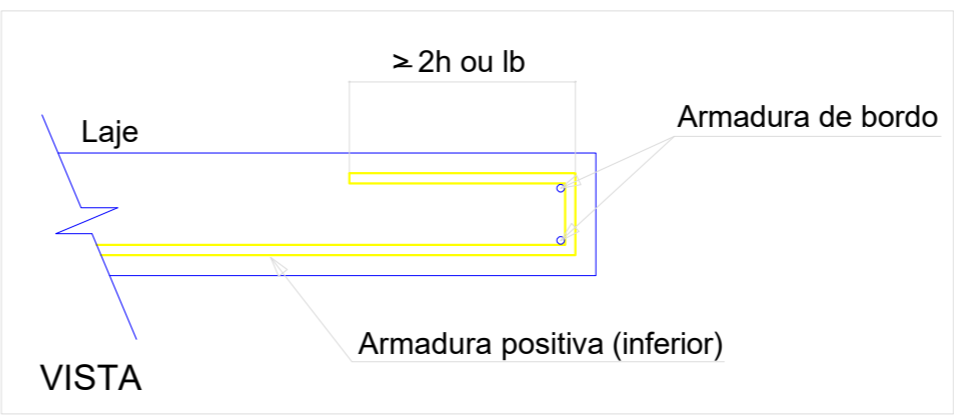 ≥ 2h ou lb
Armadura de bordo
Laje
Armadura positiva (inferior)
VISTA